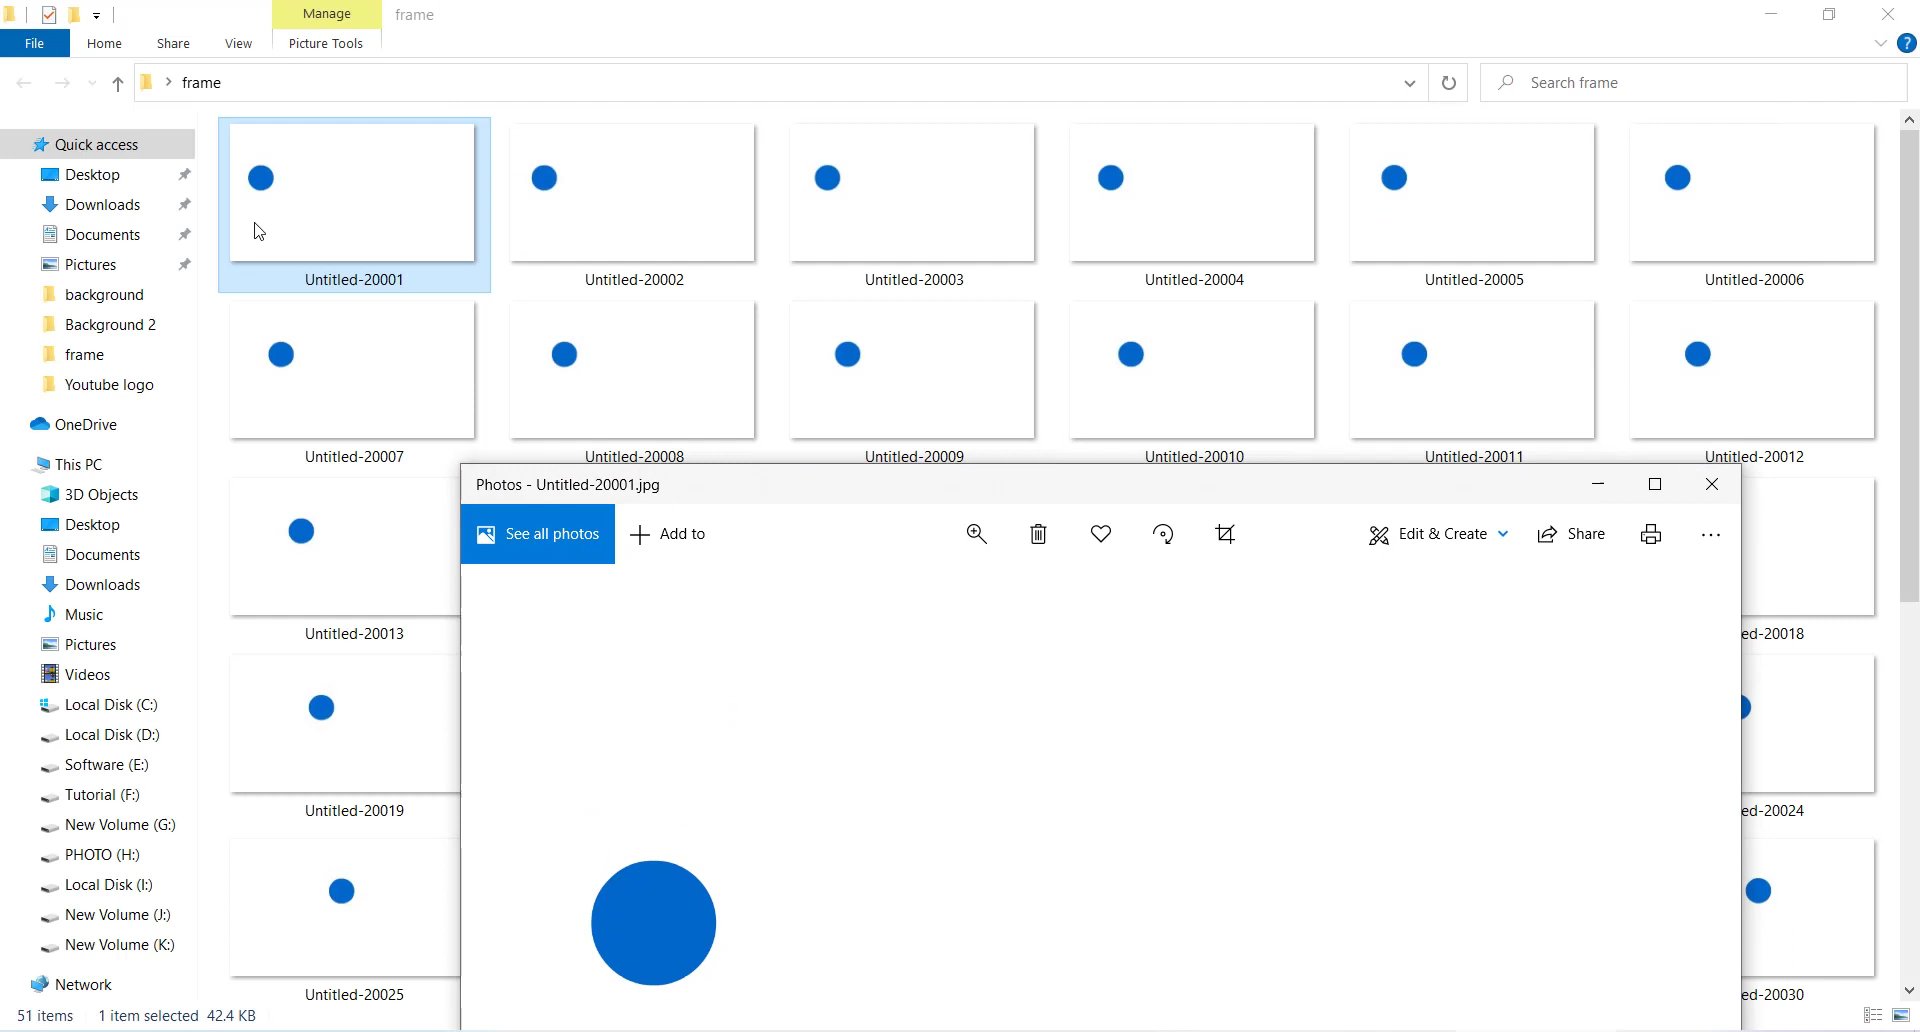 Manage
frame
File
Home
Share
View
Picture Tools
frame
Search frame
Quick access
Desktop
Downloads
Documents
Pictures
background
Background 2
frame
Youtube logo
OneDrive
This PC
3D Objects
Desktop
Documents
Downloads
Music
Pictures
Videos
Local Disk (C:)
Local Disk (D:)
Software (E:)
Tutorial (F:)
New Volume (G:)
PHOTO (H:)
Local Disk (I:)
New Volume (J:)
New Volume (K:)
Network
Untitled-20001
Untitled-20002
Untitled-20003
Untitled-20004
Untitled-20005
Untitled-20006
Untitled-20007
Untitled-20008
Untitled-20009
Untitled-20010
Untitled-20011
Untitled-20012
Untitled-20013
ed-20018
Untitled-20019
ed-20024
Untitled-20025
ed-20030
Photos - Untitled-20001.jpg
See all photos
Add to
Edit & Create
Share
51 items
1 item selected 42.4 KB